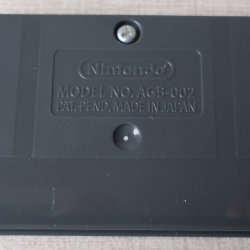 Nintendo
MODEL NO. AGB-002
PAT. PEND. MADE IN JAPAN